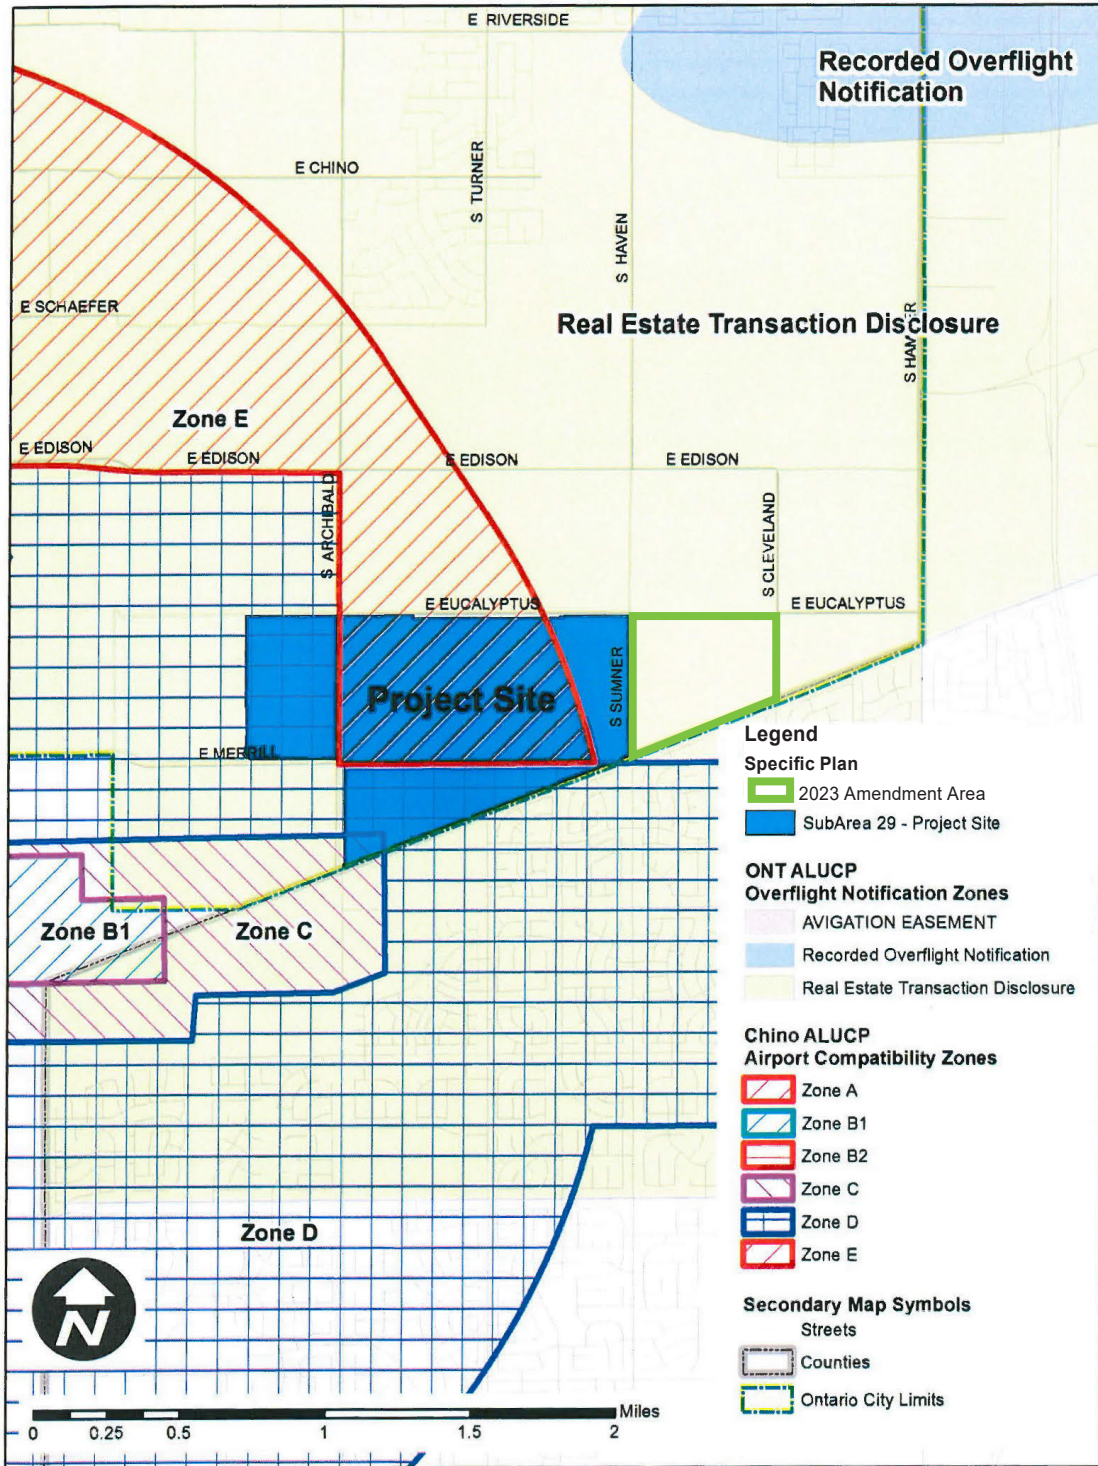 E RIVERSIDE
Recorded Overflight
Notification
E CHINO
S TURNER
S HAVEN
E SCHAEFER
Real Estate Transaction Disclosure
S HAMNER
Zone E
E EDISON
E EDISON
E EDISON
E EDISON
S ARCHIBALD
S CLEVELAND
E EUCALYPTUS
E EUCALYPTUS
S SUMNER
Project Site
E MERRILL
Zone B1
Zone C
Zone D
N
Legend
Specific Plan
2023 Amendment Area
SubArea 29 - Project Site
ONT ALUCP
Overflight Notification Zones
AVIGATION EASEMENT
Recorded Overflight Notification
Real Estate Transaction Disclosure
Chino ALUCP
Airport Compatibility Zones
Zone A
Zone B1
Zone B2
Zone C
Zone D
Zone E
Secondary Map Symbols
Streets
Counties
Ontario City Limits
Miles
0 0.25 0.5 1 1.5 2